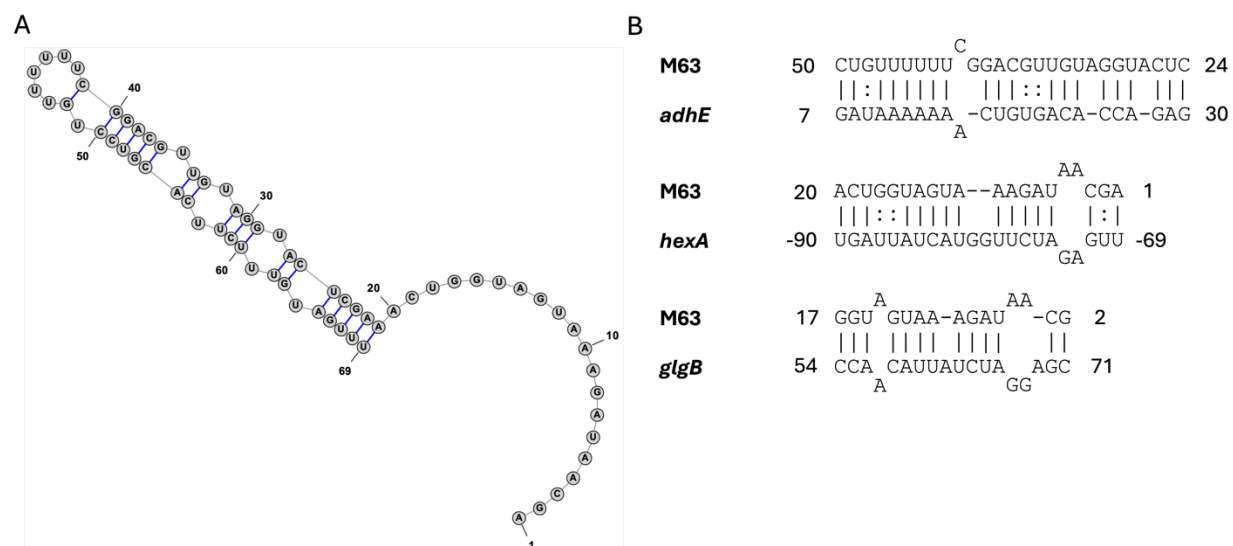 A
A G C A A U A G A A A U G A U G G U C A A A G C U C A U G G A U G U U G C A G G C U U U U U U G U C C U G C A C U U C U U U G U A G U U U
40
50
30
60
20
69
10
1
B
C
M63 50 CUGUUUUUU GGACGUUGUAGGUACUC 24
||:|||||| |||::||| ||| |||
adhE 7 GAUAAAAAA -CUGUGACA-CCA-GAG 30
A
AA
M63 20 ACUGGUAGUA--AAGAU CGA 1
|||::||||| ||||| |:|
hexA -90 UGAUUAUCAUGGUUCUA GUU -69
GA
A AA
M63 17 GGU GUAA-AGAU -CG 2
||| |||| |||| ||
glgB 54 CCA CAUUAUCUA AGC 71
A GG